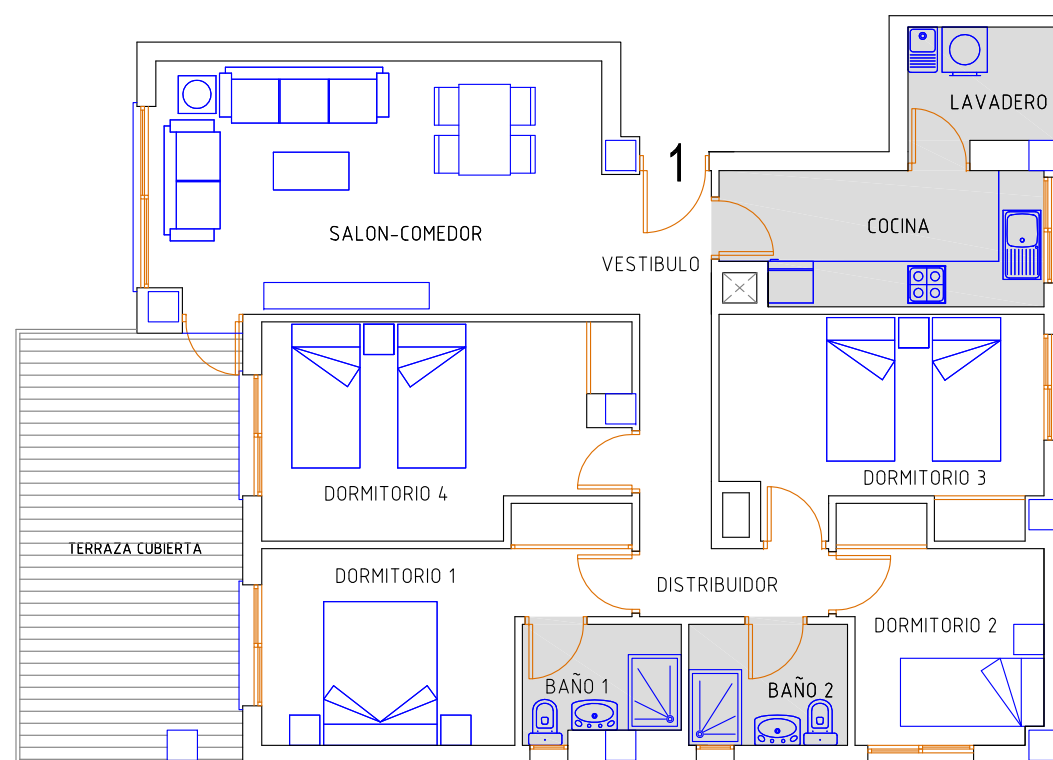 LAVADERO
1
COCINA
SALON-COMEDOR
VESTIBULO
DORMITORIO 3
DORMITORIO 4
TERRAZA CUBIERTA
DORMITORIO 1
DISTRIBUIDOR
DORMITORIO 2
BAÑO 1
BAÑO 2